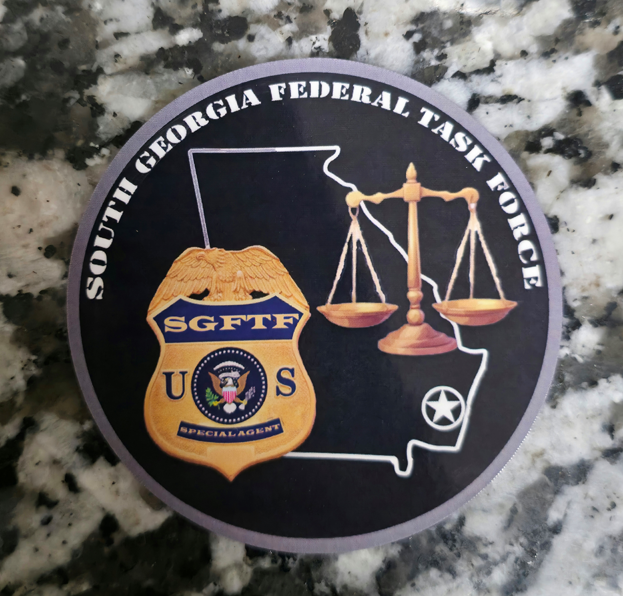 SOUTH GEORGIA FEDERAL TASK FORCE
SGFTF
U S
SPECIAL AGENT